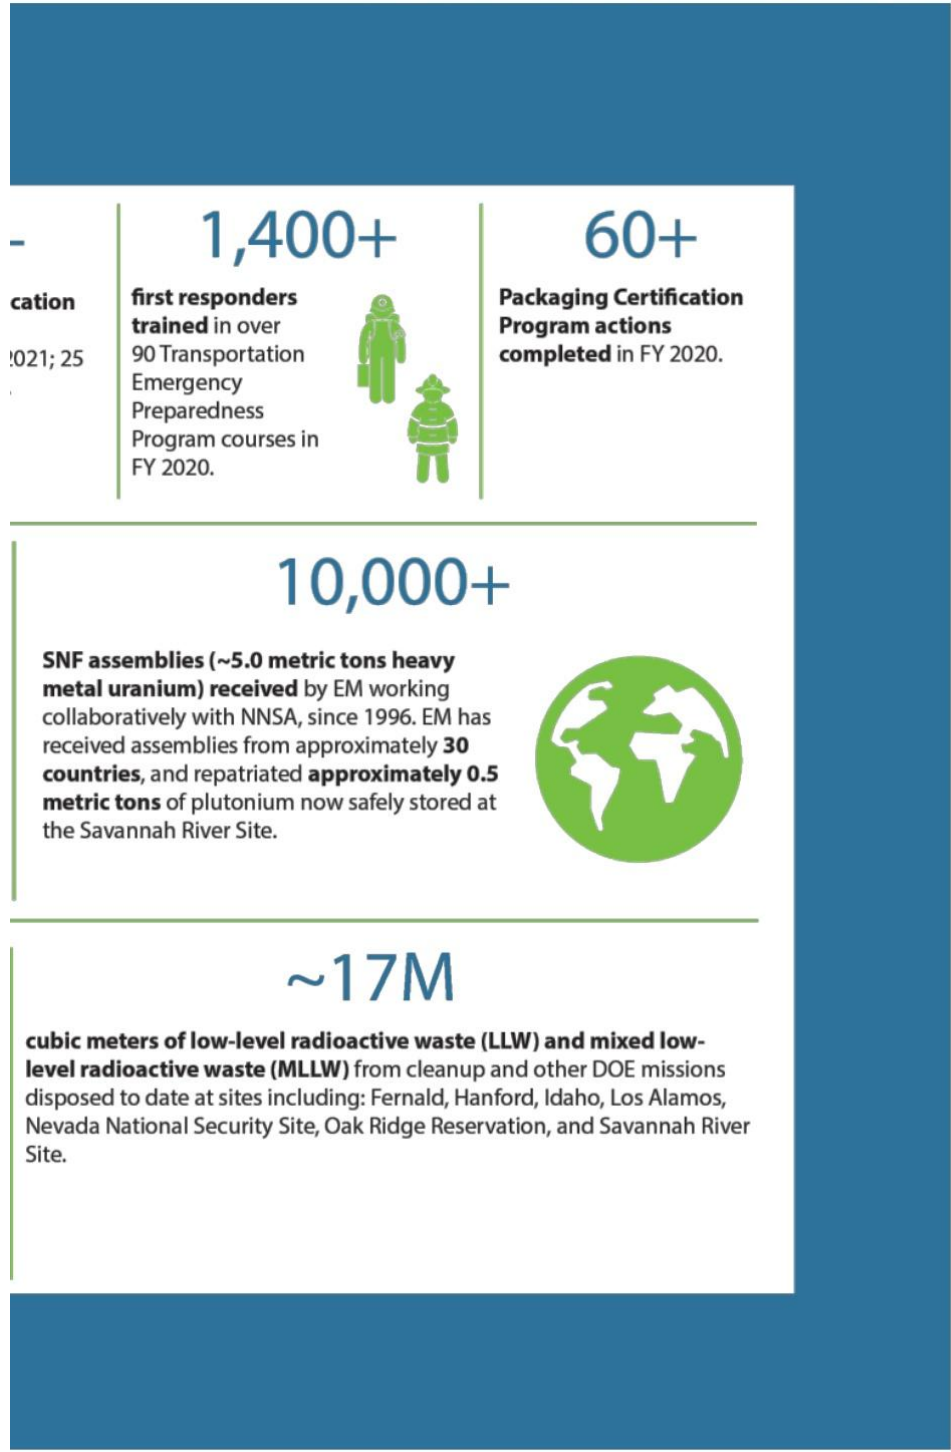 cation
2021; 25
1,400+
first responders
trained in over
90 Transportation
Emergency
Preparedness
Program courses in
FY 2020.
60+
Packaging Certification
Program actions
completed in FY 2020.
10,000+
SNF assemblies (~5.0 metric tons heavy
metal uranium) received by EM working
collaboratively with NNSA, since 1996. EM has
received assemblies from approximately 30
countries, and repatriated approximately 0.5
metric tons of plutonium now safely stored at
the Savannah River Site.
~17M
cubic meters of low-level radioactive waste (LLW) and mixed low-
level radioactive waste (MLLW) from cleanup and other DOE missions
disposed to date at sites including: Fernald, Hanford, Idaho, Los Alamos,
Nevada National Security Site, Oak Ridge Reservation, and Savannah River
Site.